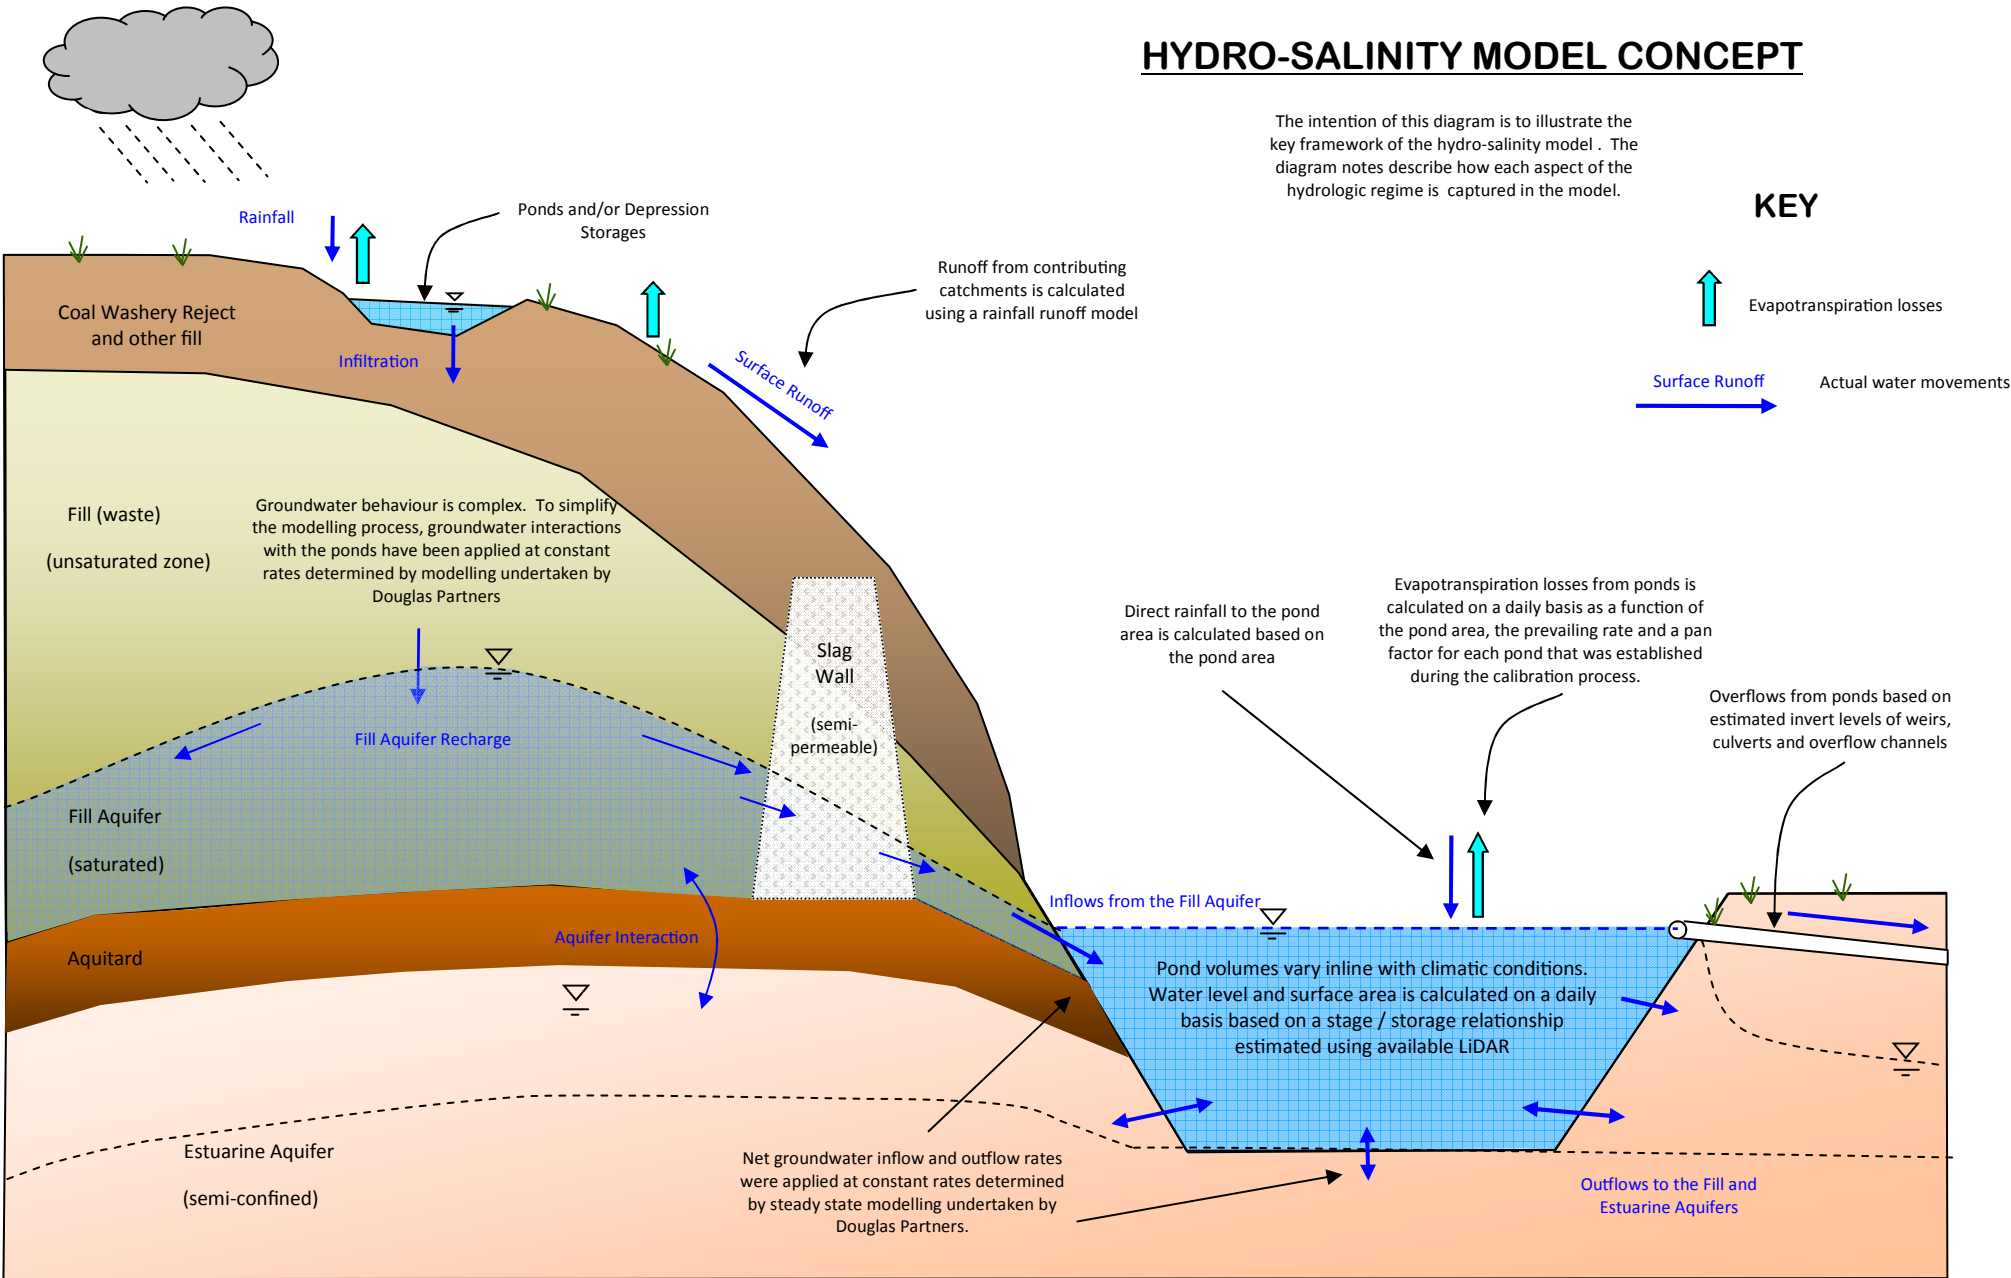 HYDRO-SALINITY MODEL CONCEPT
The intention of this diagram is to illustrate the
key framework of the hydro-salinity model . The
diagram notes describe how each aspect of the
hydrologic regime is captured in the model.
KEY
Evapotranspiration losses
Surface Runoff
Actual water movements
Rainfall
Ponds and/or Depression
Storages
Runoff from contributing
catchments is calculated
using a rainfall runoff model
Coal Washery Reject
and other fill
Infiltration
Surface Runoff
Fill (waste)
(unsaturated zone)
Groundwater behaviour is complex. To simplify
the modelling process, groundwater interactions
with the ponds have been applied at constant
rates determined by modelling undertaken by
Douglas Partners
Slag
Wall
(semi-
permeable)
Direct rainfall to the pond
area is calculated based on
the pond area
Evapotranspiration losses from ponds is
calculated on a daily basis as a function of
the pond area, the prevailing rate and a pan
factor for each pond that was established
during the calibration process.
Overflows from ponds based on
estimated invert levels of weirs,
culverts and overflow channels
Fill Aquifer Recharge
Fill Aquifer
(saturated)
Inflows from the Fill Aquifer
Aquifer Interaction
Aquitard
Pond volumes vary inline with climatic conditions.
Water level and surface area is calculated on a daily
basis based on a stage / storage relationship
estimated using available LiDAR
Estuarine Aquifer
(semi-confined)
Net groundwater inflow and outflow rates
were applied at constant rates determined
by steady state modelling undertaken by
Douglas Partners.
Outflows to the Fill and
Estuarine Aquifers